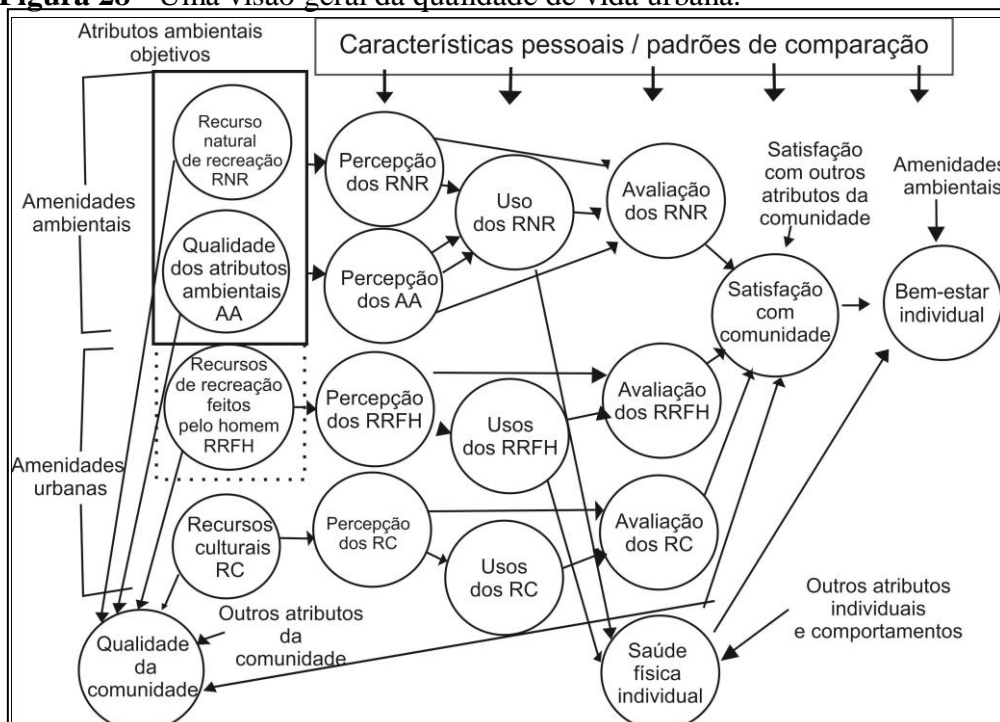 Figura 28 - Uma visão geral da qualidade de vida urbana.
Atributos ambientais
objetivos
Características pessoais / padrões de comparação
Amenidades
ambientais
Recurso
natural
de recreação
RNR
Percepção
dos RNR
Uso
dos RNR
Avaliação
dos RNR
Satisfação
com outros
atributos da
comunidade
Amenidades
ambientais
Qualidade
dos atributos
ambientais
AA
Percepção
dos AA
Satisfação
com
comunidade
Bem-estar
individual
Amenidades
urbanas
Recursos
de recreação
feitos
pelo homem
RRFH
Percepção
dos RRFH
Usos
dos RRFH
Avaliação
dos RRFH
Recursos
culturais
RC
Percepção
dos RC
Usos
dos RC
Avaliação
dos RC
Qualidade
da
comunidade
Outros atributos
da
comunidade
Saúde
física
individual
Outros atributos
individuais
e comportamentos